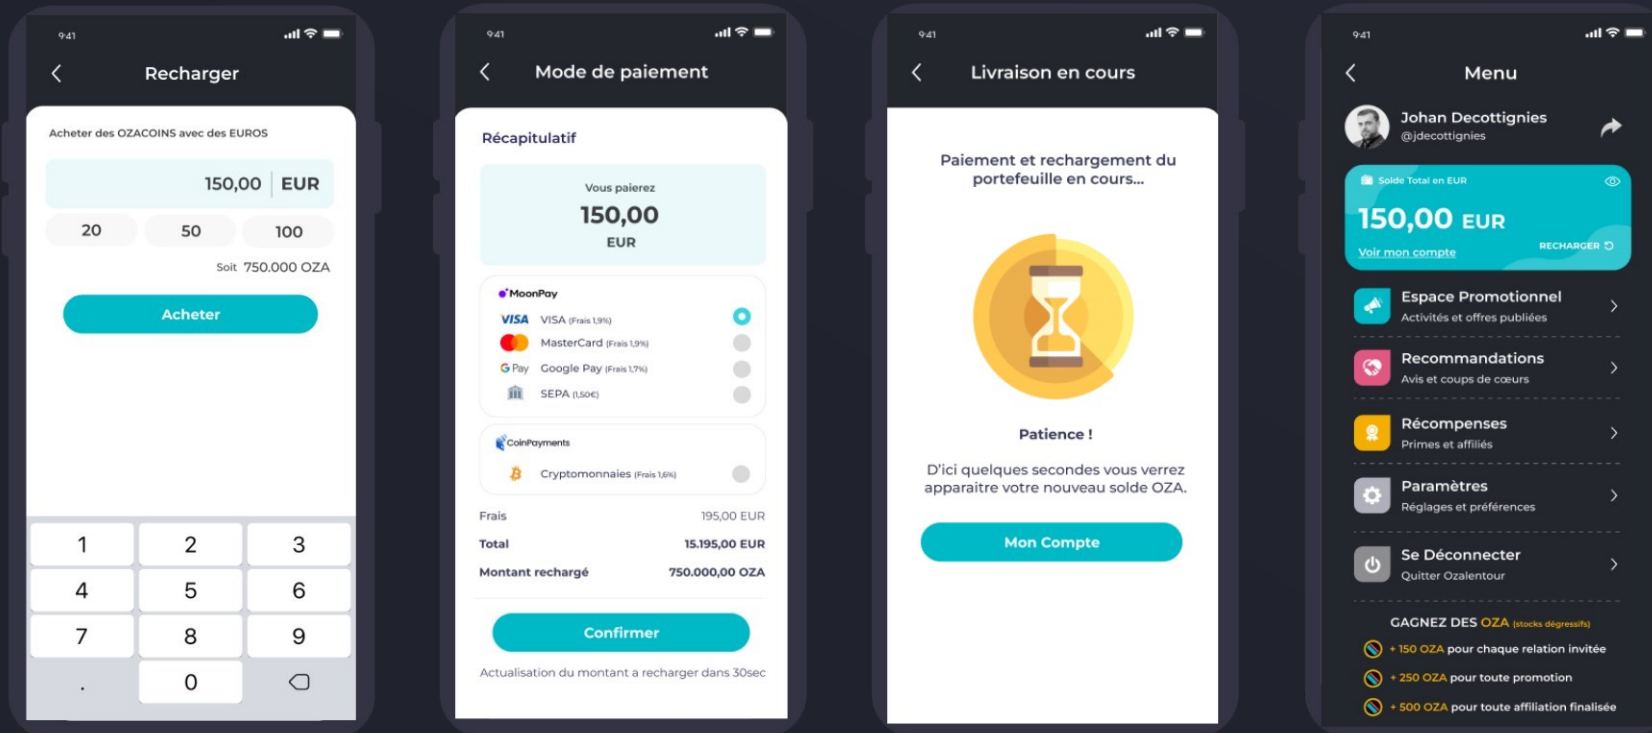 9:41
Recharger
Acheter des OZACOINS avec des EUROS
150,00 EUR
20 50 100
Soit 750.000 OZA
Acheter
1 2 3
4 5 6
7 8 9
. 0
9:41
Mode de paiement
Récapitulatif
Vous paierez
150,00
EUR
MoonPay
VISA VISA (Frais 1,9%)
MasterCard (Frais 1,9%)
G Pay Google Pay (Frais 1,7%)
SEPA (1,50€)
CoinPayments
Cryptomonnaies (Frais 1,6%)
Frais 195,00 EUR
Total 15.195,00 EUR
Montant rechargé 750.000,00 OZA
Confirmer
Actualisation du montant a recharger dans 30sec
9:41
Livraison en cours
Paiement et rechargement du
portefeuille en cours...
Patience !
D'ici quelques secondes vous verrez
apparaitre votre nouveau solde OZA.
Mon Compte
9:41
Menu
Johan Decottignies
@jdecottignies
Solde Total en EUR
150,00 EUR
Voir mon compte RECHARGER
Espace Promotionnel
Activités et offres publiées
Recommandations
Avis et coups de cœurs
Récompenses
Primes et affiliés
Paramètres
Réglages et préférences
Se Déconnecter
Quitter Ozalentour
GAGNEZ DES OZA (stocks dégressifs)
+ 150 OZA pour chaque relation invitée
+ 250 OZA pour toute promotion
+ 500 OZA pour toute affiliation finalisée